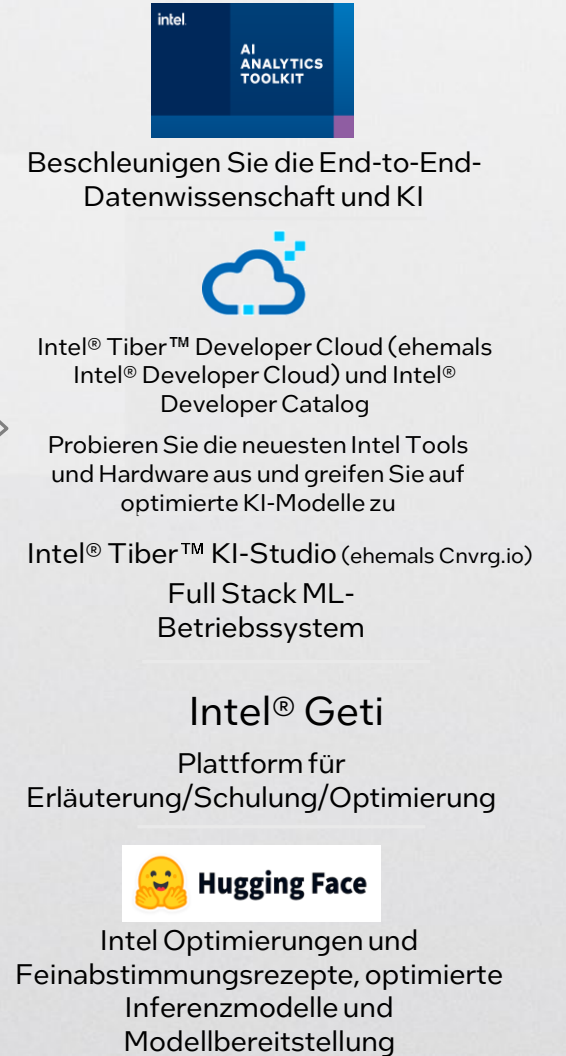 intel
AI
ANALYTICS
TOOLKIT
Beschleunigen Sie die End-to-End-
Datenwissenschaft und KI
Intel® Tiber™ Developer Cloud (ehemals
Intel® Developer Cloud) und Intel®
Developer Catalog
Probieren Sie die neuesten Intel Tools
und Hardware aus und greifen Sie auf
optimierte KI-Modelle zu
Intel® Tiber™ KI-Studio (ehemals Cnvrg.io)
Full Stack ML-
Betriebssystem
Intel® Geti
Plattform für
Erläuterung/Schulung/Optimierung
Hugging Face
Intel Optimierungen und
Feinabstimmungsrezepte, optimierte
Inferenzmodelle und
Modellbereitstellung